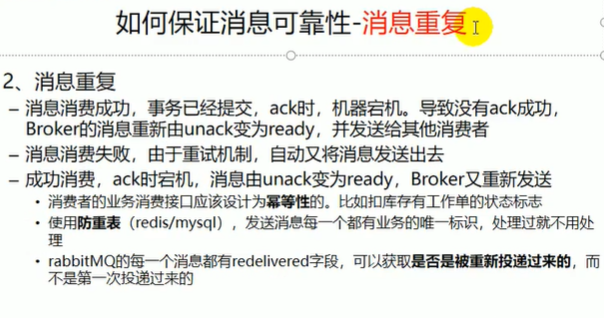 如何保证消息可靠性-消息重复
2、消息重复
– 消息消费成功，事务已经提交，ack时，机器宕机。导致没有ack成功，
Broker的消息重新由unack变为ready，并发送给其他消费者
– 消息消费失败，由于重试机制，自动又将消息发送出去
– 成功消费，ack时宕机，消息由unack变为ready，Broker又重新发送
• 消费者的业务消费接口应该设计为幂等性的。比如扣库存有工作单的状态标志
• 使用防重表（redis/mysql），发送消息每一个都有业务的唯一标识，处理过就不用处
理
• rabbitMQ的每一个消息都有redelivered字段，可以获取是否是被重新投递过来的，而
不是第一次投递过来的